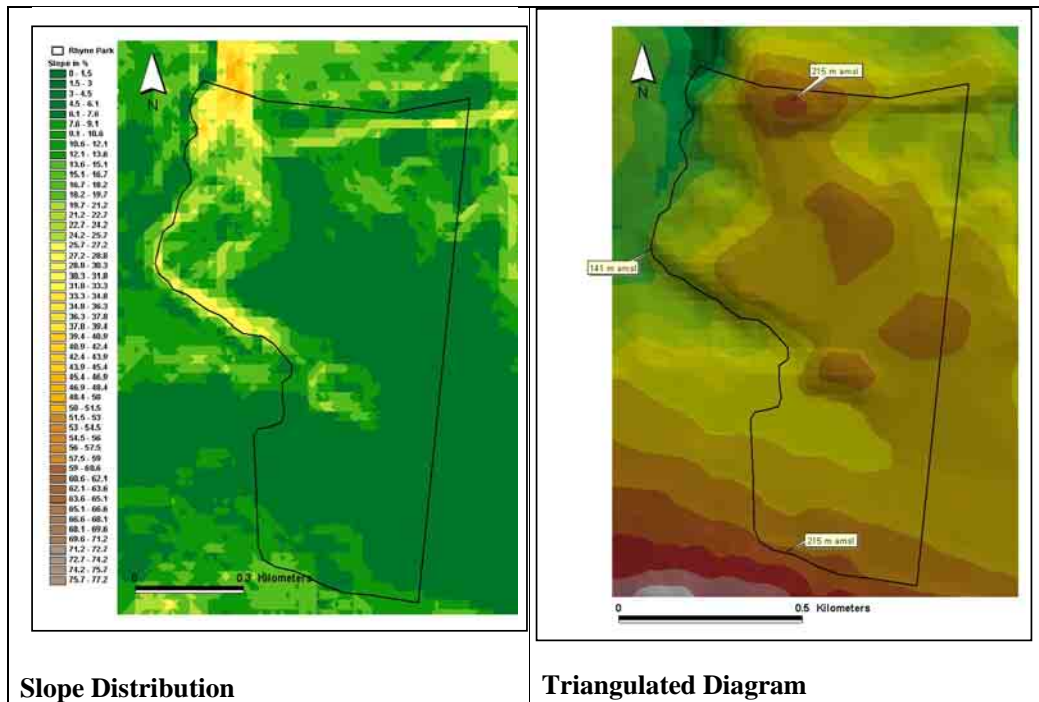 Rhyne Park
Slope in %
0 - 1.5
1.5 - 3
3 - 4.5
4.5 - 6.1
6.1 - 7.6
7.6 - 9.1
9.1 - 10.6
10.6 - 12.1
12.1 - 13.6
13.6 - 15.1
15.1 - 16.7
16.7 - 18.2
18.2 - 19.7
19.7 - 21.2
21.2 - 22.7
22.7 - 24.2
24.2 - 25.7
25.7 - 27.2
27.2 - 28.8
28.8 - 30.3
30.3 - 31.8
31.8 - 33.3
33.3 - 34.8
34.8 - 36.3
36.3 - 37.8
37.8 - 39.4
39.4 - 40.9
40.9 - 42.4
42.4 - 43.9
43.9 - 45.4
45.4 - 46.9
46.9 - 48.4
48.4 - 50
50 - 51.5
51.5 - 53
53 - 54.5
54.5 - 56
56 - 57.5
57.5 - 59
59 - 60.6
60.6 - 62.1
62.1 - 63.6
63.6 - 65.1
65.1 - 66.6
66.6 - 68.1
68.1 - 69.6
69.6 - 71.2
71.2 - 72.7
72.7 - 74.2
74.2 - 75.7
75.7 - 77.2
N
0 0.3 Kilometers
Slope Distribution
N
215 m amsl
141 m amsl
215 m amsl
0 0.5 Kilometers
Triangulated Diagram